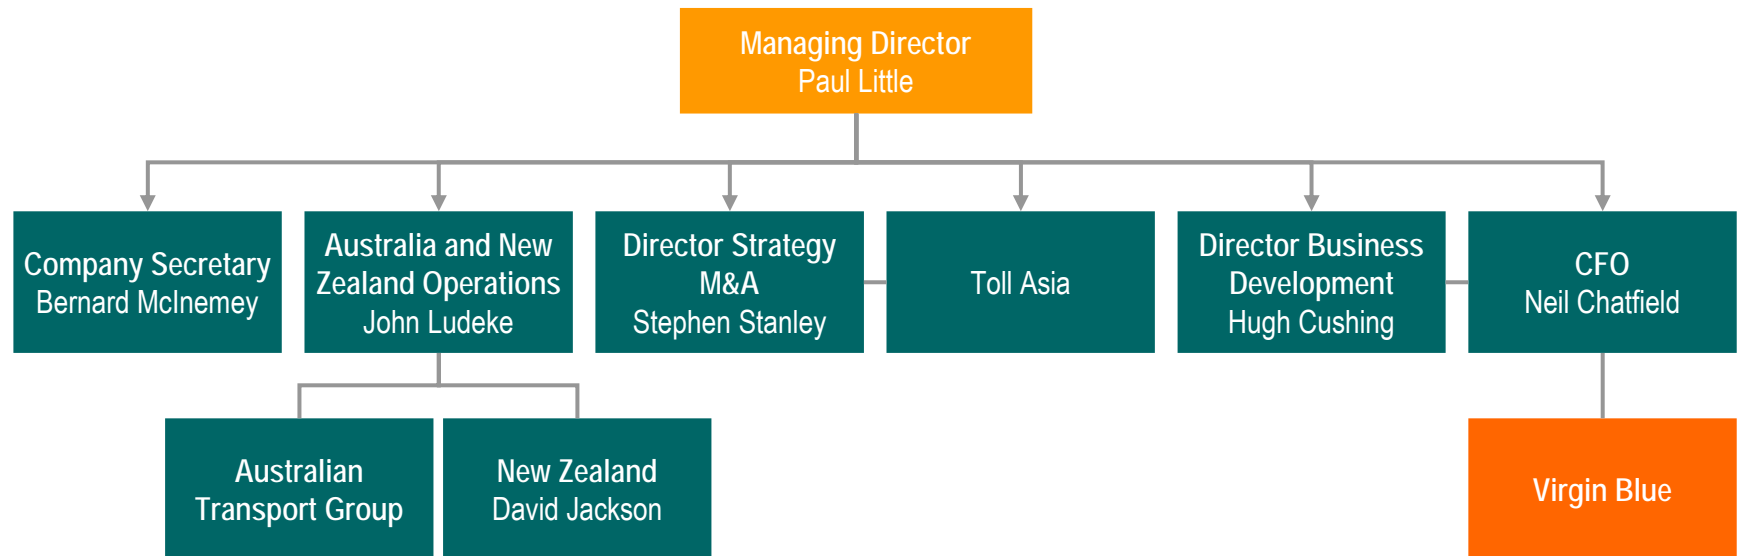 Managing Director
Paul Little
Company Secretary
Bernard McInemey
Australia and New
Zealand Operations
John Ludeke
Director Strategy
M&A
Stephen Stanley
Toll Asia
Director Business
Development
Hugh Cushing
CFO
Neil Chatfield
Australian
Transport Group
New Zealand
David Jackson
Virgin Blue